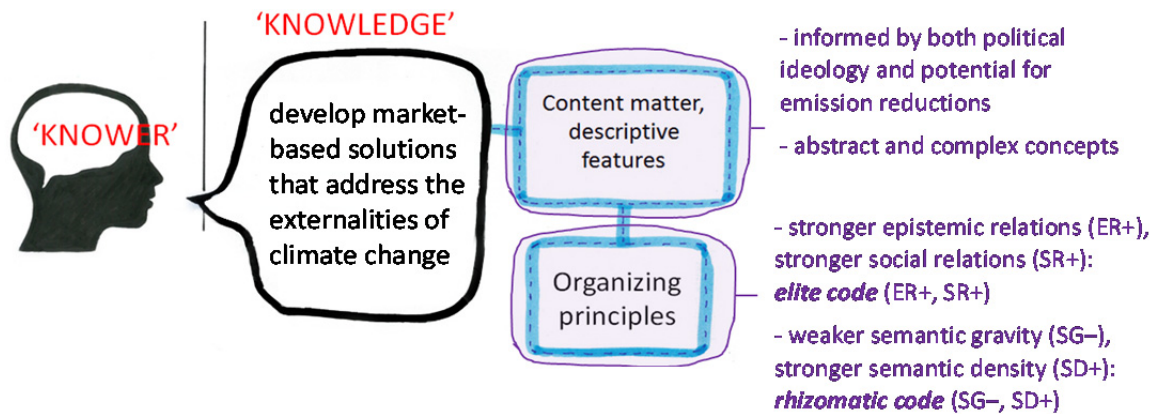 ‘KNOWLEDGE’
‘KNOWER’
develop market-
based solutions
that address the
externalities of
climate change
Content matter,
descriptive
features
- informed by both political
ideology and potential for
emission reductions
- abstract and complex concepts
Organizing
principles
- stronger epistemic relations (ER+),
stronger social relations (SR+):
elite code (ER+, SR+)
- weaker semantic gravity (SG–),
stronger semantic density (SD+):
rhizomatic code (SG–, SD+)